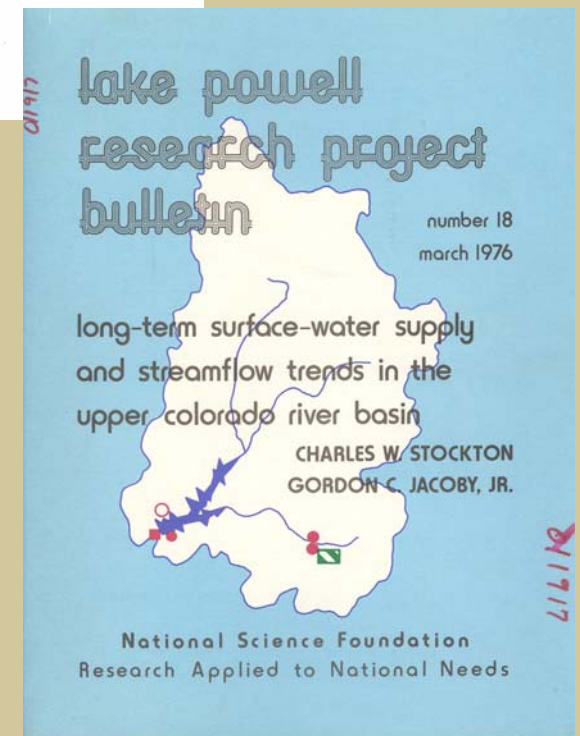 lake powell
research project
bulletin
number 18
march 1976
long-term surface-water supply
and streamflow trends in the
upper colorado river basin
CHARLES W. STOCKTON
GORDON C. JACOBY, JR.
National Science Foundation
Research Applied to National Needs